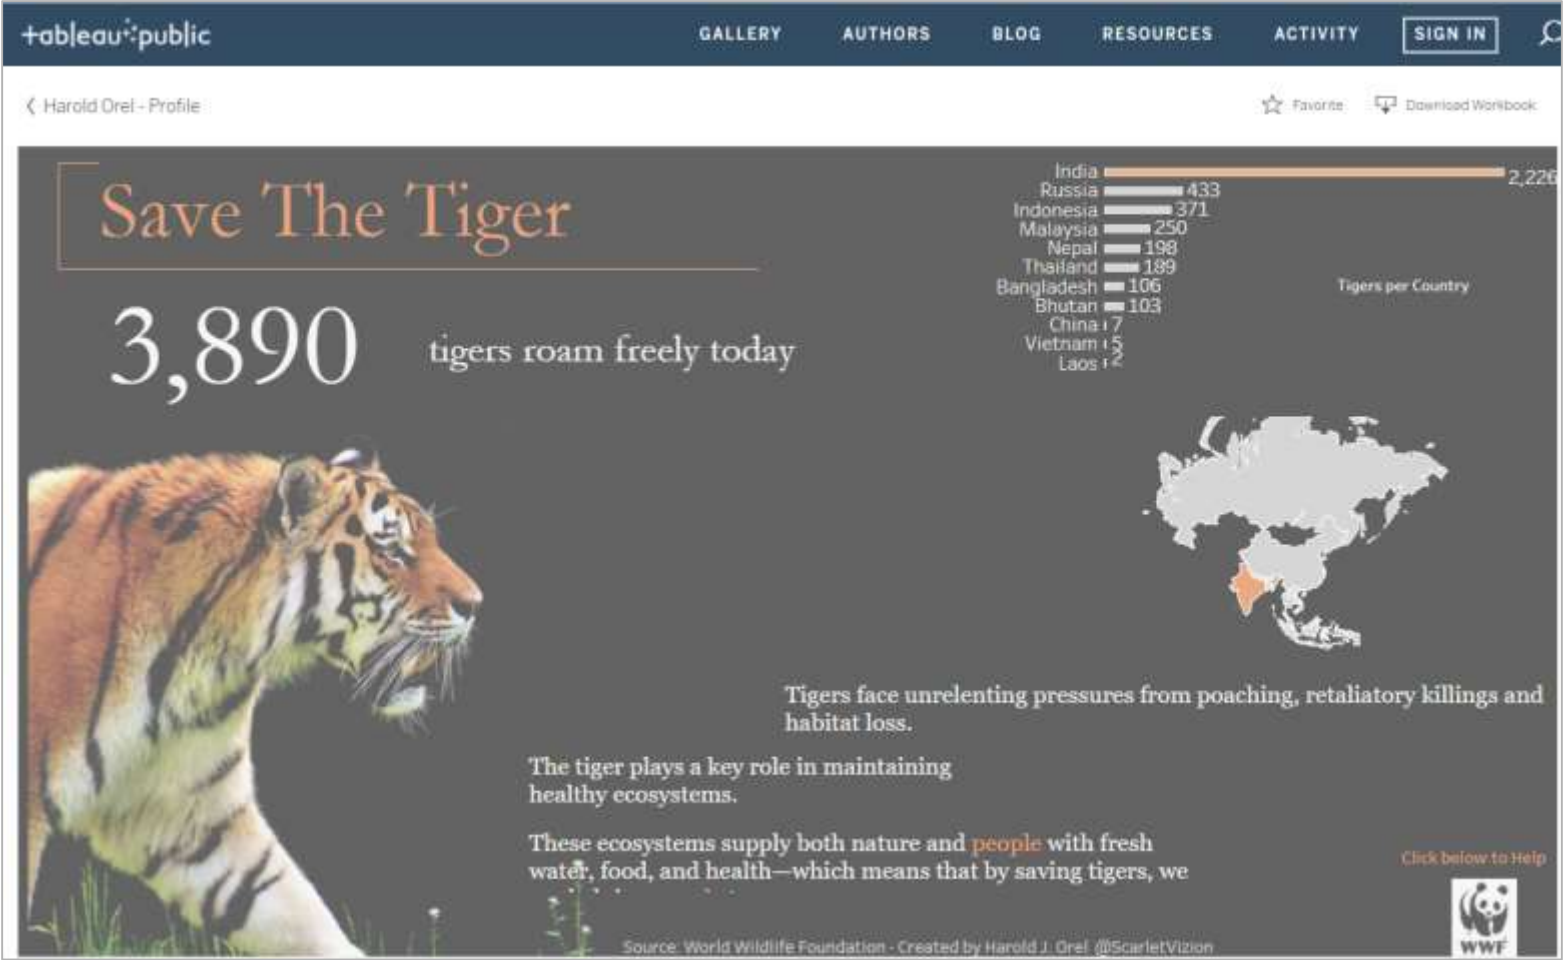 +ableau public
GALLERY AUTHORS BLOG RESOURCES ACTIVITY SIGN IN
Harold Orel - Profile
Favorite Download Workbook
Save The Tiger
3,890 tigers roam freely today
India 2,226
Russia 433
Indonesia 371
Malaysia 250
Nepal 198
Thailand 189
Bangladesh 106
Bhutan 103
China 7
Vietnam 5
Laos 2
Tigers per Country
Tigers face unrelenting pressures from poaching, retaliatory killings and
habitat loss.
The tiger plays a key role in maintaining
healthy ecosystems.
These ecosystems supply both nature and people with fresh
water, food, and health—which means that by saving tigers, we
Click below to Help
WWF
Source: World Wildlife Foundation - Created by Harold J. Orel @ScarletVizion